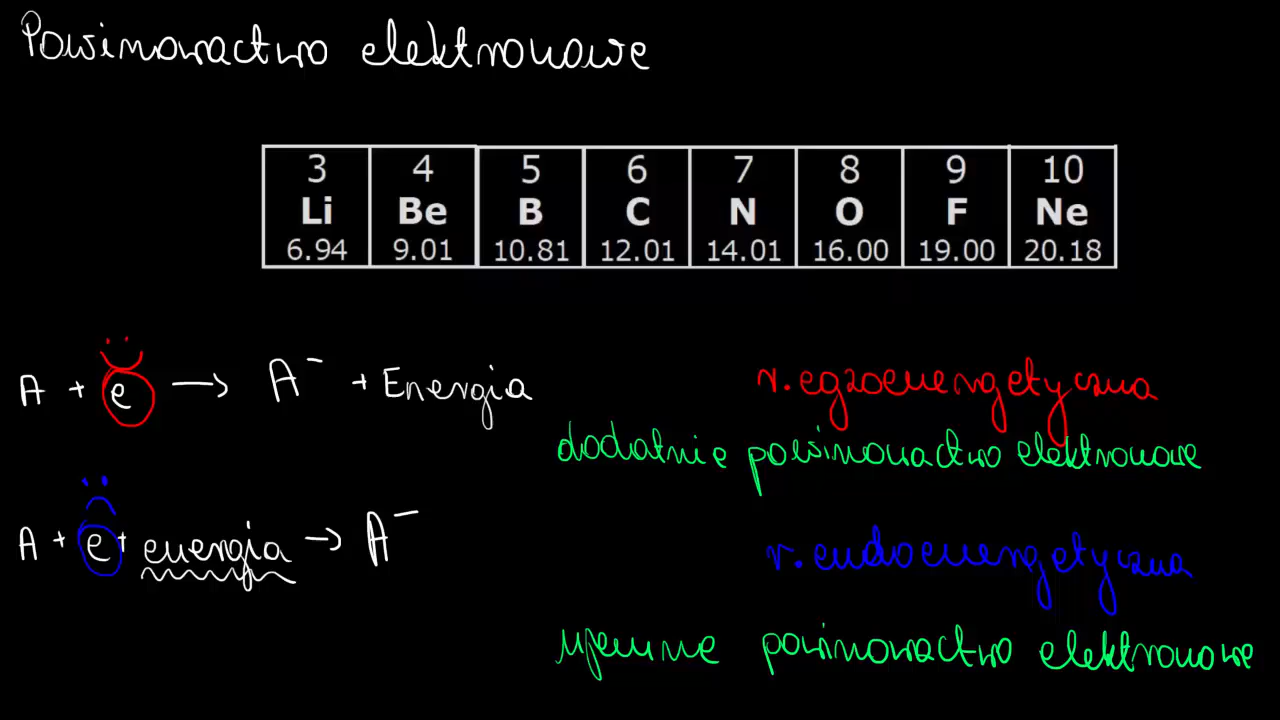 Powinowactwo elektronowe
3 4 5 6 7 8 9 10
Li Be B C N O F Ne
6.94 9.01 10.81 12.01 14.01 16.00 19.00 20.18
A + e → A⁻ + Energia
r. egzoenergetyczna
dodatnie powinowactwo elektronowe
A + e + energia → A⁻
r. endoenergetyczna
ujemne powinowactwo elektronowe